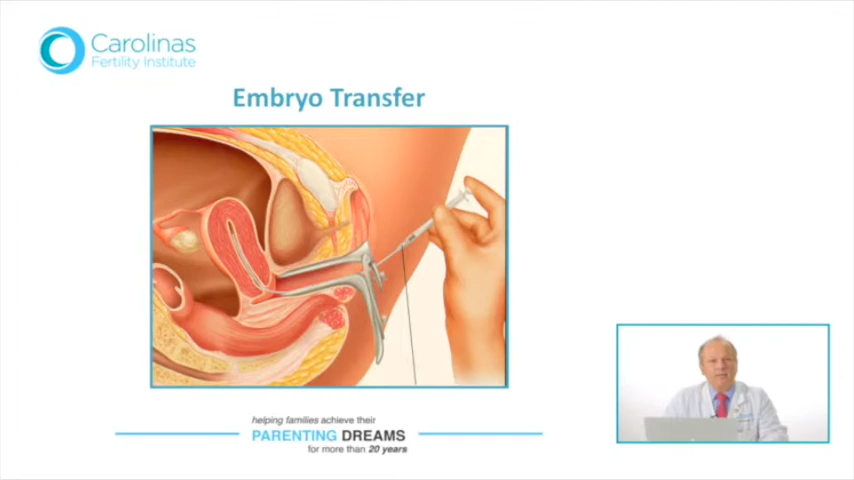 Carolinas
Fertility Institute
Embryo Transfer
helping families achieve their
PARENTING DREAMS
for more than 20 years